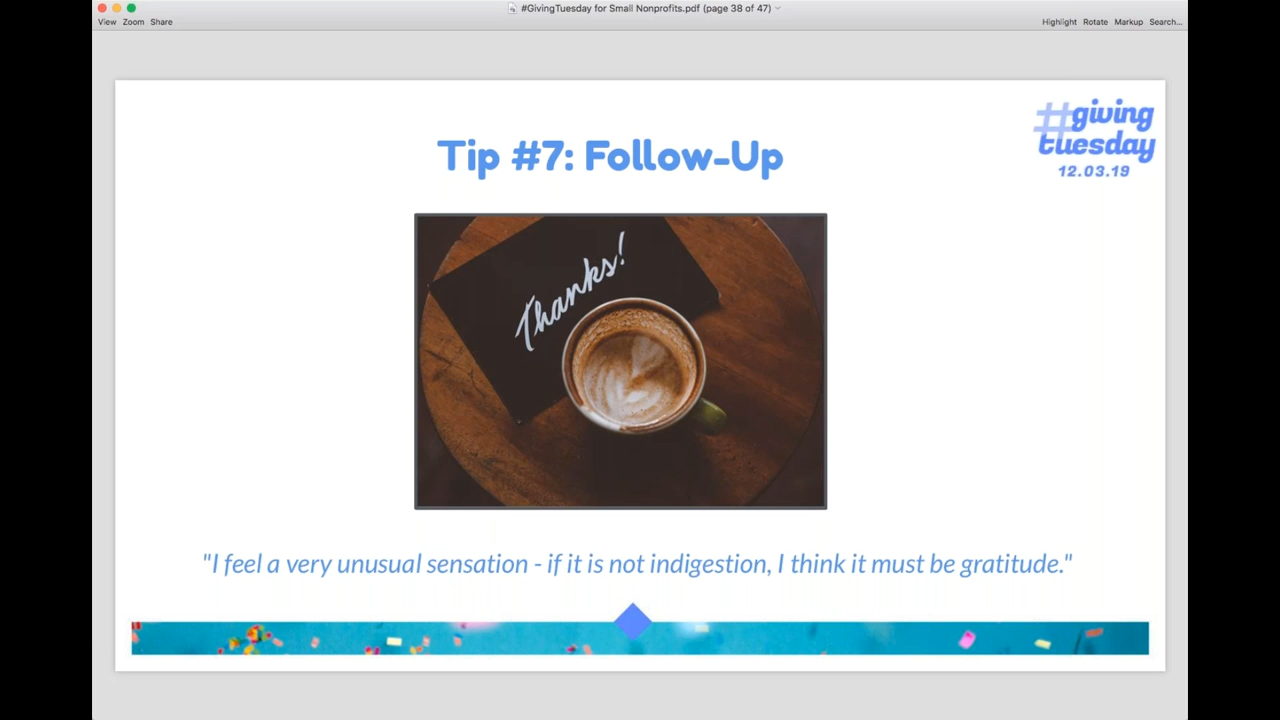 #GivingTuesday for Small Nonprofits.pdf (page 38 of 47)
View Zoom Share
Highlight Rotate Markup Search...
#giving
tuesday
12.03.19
Tip #7: Follow-Up
Thanks!
"I feel a very unusual sensation - if it is not indigestion, I think it must be gratitude."